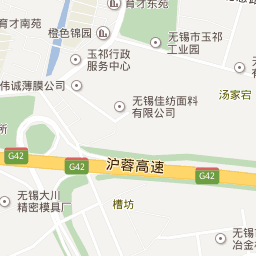 育才东苑
育才南苑
橙色锦园
玉祁行政
服务中心
无锡市玉祁
工业园
伟诚薄膜公司
无锡佳纺面料
有限公司
汤家宕
所
G42
G42
沪蓉高速
G42
无锡大川
精密模具厂
槽坊
无锡市
冶金机